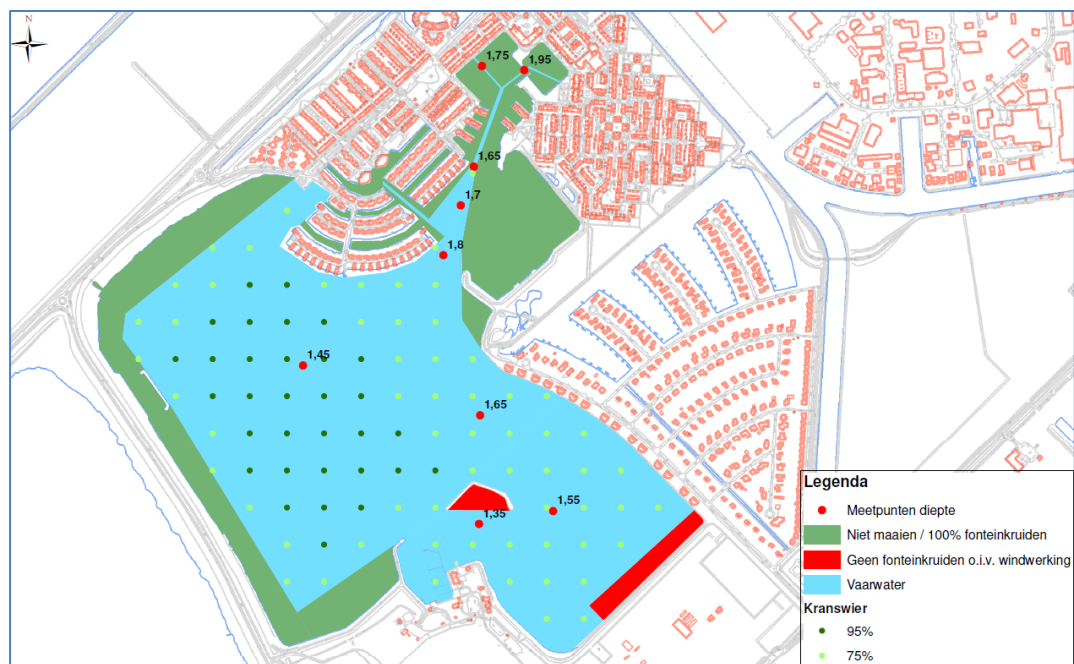 N
1,75
1,95
1,65
1,7
1,8
1,45
1,65
1,55
1,35
Legenda
Meetpunten diepte
Niet maaien / 100% fonteinkruiden
Geen fonteinkruiden o.i.v. windwerking
Vaarwater
Kranswier
95%
75%